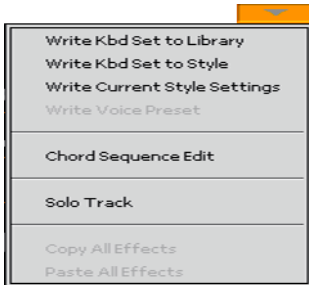 Write Kbd Set to Library
Write Kbd Set to Style
Write Current Style Settings
Write Voice Preset
Chord Sequence Edit
Solo Track
Copy All Effects
Paste All Effects